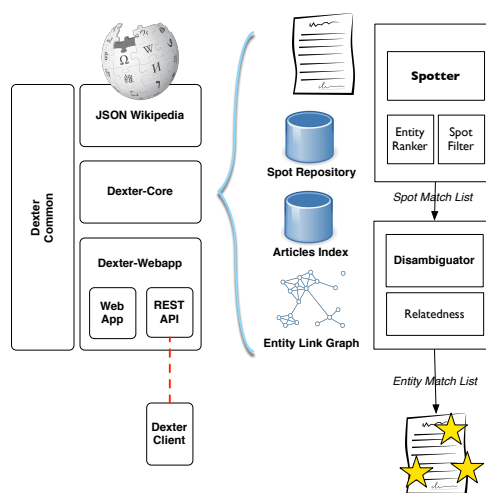 JSON Wikipedia
Dexter
Common
Dexter-Core
Dexter-Webapp
Web
App
REST
API
Dexter
Client
Spot Repository
Articles Index
Entity Link Graph
Spotter
Entity
Ranker
Spot
Filter
Spot Match List
Disambiguator
Relatedness
Entity Match List